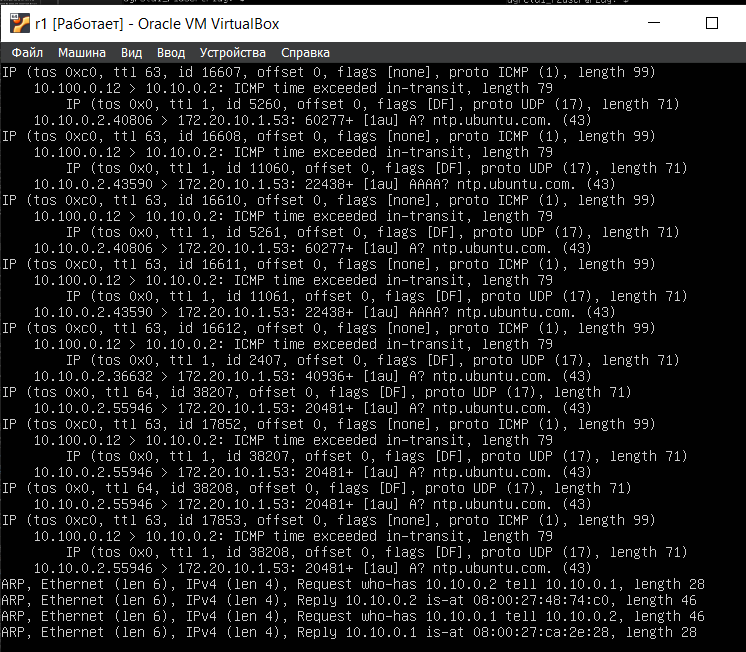 r1 [Работает] - Oracle VM VirtualBox
Файл Машина Вид Ввод Устройства Справка
IP (tos 0xc0, ttl 63, id 16607, offset 0, flags [none], proto ICMP (1), length 99)
10.100.0.12 > 10.10.0.2: ICMP time exceeded in-transit, length 79
IP (tos 0x0, ttl 1, id 5260, offset 0, flags [DF], proto UDP (17), length 71)
10.10.0.2.40806 > 172.20.10.1.53: 60277+ [1au] A? ntp.ubuntu.com. (43)
IP (tos 0xc0, ttl 63, id 16608, offset 0, flags [none], proto ICMP (1), length 99)
10.100.0.12 > 10.10.0.2: ICMP time exceeded in-transit, length 79
IP (tos 0x0, ttl 1, id 11060, offset 0, flags [DF], proto UDP (17), length 71)
10.10.0.2.43590 > 172.20.10.1.53: 22438+ [1au] AAAA? ntp.ubuntu.com. (43)
IP (tos 0xc0, ttl 63, id 16610, offset 0, flags [none], proto ICMP (1), length 99)
10.100.0.12 > 10.10.0.2: ICMP time exceeded in-transit, length 79
IP (tos 0x0, ttl 1, id 5261, offset 0, flags [DF], proto UDP (17), length 71)
10.10.0.2.40806 > 172.20.10.1.53: 60277+ [1au] A? ntp.ubuntu.com. (43)
IP (tos 0xc0, ttl 63, id 16611, offset 0, flags [none], proto ICMP (1), length 99)
10.100.0.12 > 10.10.0.2: ICMP time exceeded in-transit, length 79
IP (tos 0x0, ttl 1, id 11061, offset 0, flags [DF], proto UDP (17), length 71)
10.10.0.2.43590 > 172.20.10.1.53: 22438+ [1au] AAAA? ntp.ubuntu.com. (43)
IP (tos 0xc0, ttl 63, id 16612, offset 0, flags [none], proto ICMP (1), length 99)
10.100.0.12 > 10.10.0.2: ICMP time exceeded in-transit, length 79
IP (tos 0x0, ttl 1, id 2407, offset 0, flags [DF], proto UDP (17), length 71)
10.10.0.2.36632 > 172.20.10.1.53: 40936+ [1au] A? ntp.ubuntu.com. (43)
IP (tos 0x0, ttl 64, id 38207, offset 0, flags [DF], proto UDP (17), length 71)
10.10.0.2.55946 > 172.20.10.1.53: 20481+ [1au] A? ntp.ubuntu.com. (43)
IP (tos 0xc0, ttl 63, id 17852, offset 0, flags [none], proto ICMP (1), length 99)
10.100.0.12 > 10.10.0.2: ICMP time exceeded in-transit, length 79
IP (tos 0x0, ttl 1, id 38207, offset 0, flags [DF], proto UDP (17), length 71)
10.10.0.2.55946 > 172.20.10.1.53: 20481+ [1au] A? ntp.ubuntu.com. (43)
IP (tos 0x0, ttl 64, id 38208, offset 0, flags [DF], proto UDP (17), length 71)
10.10.0.2.55946 > 172.20.10.1.53: 20481+ [1au] A? ntp.ubuntu.com. (43)
IP (tos 0xc0, ttl 63, id 17853, offset 0, flags [none], proto ICMP (1), length 99)
10.100.0.12 > 10.10.0.2: ICMP time exceeded in-transit, length 79
IP (tos 0x0, ttl 1, id 38208, offset 0, flags [DF], proto UDP (17), length 71)
10.10.0.2.55946 > 172.20.10.1.53: 20481+ [1au] A? ntp.ubuntu.com. (43)
ARP, Ethernet (len 6), IPv4 (len 4), Request who-has 10.10.0.2 tell 10.10.0.1, length 28
ARP, Ethernet (len 6), IPv4 (len 4), Reply 10.10.0.2 is-at 08:00:27:48:74:c0, length 46
ARP, Ethernet (len 6), IPv4 (len 4), Request who-has 10.10.0.1 tell 10.10.0.2, length 46
ARP, Ethernet (len 6), IPv4 (len 4), Reply 10.10.0.1 is-at 08:00:27:ca:2e:28, length 28